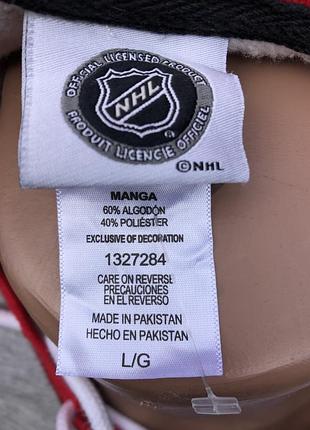 OFFICIAL LICENSED PRODUCT
NHL
PRODUIT LICENCIÉ OFFICIEL
©NHL
MANGA
60% ALGODÓN
40% POLIÉSTER
EXCLUSIVE OF DECORATION
1327284
CARE ON REVERSE
PRECAUCIONES
EN EL REVERSO
MADE IN PAKISTAN
HECHO EN PAKISTAN
L/G